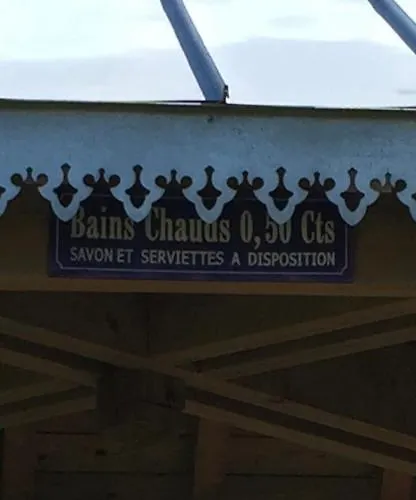 Bains Chauds 0,50 Cts
SAVON ET SERVIETTES A DISPOSITION